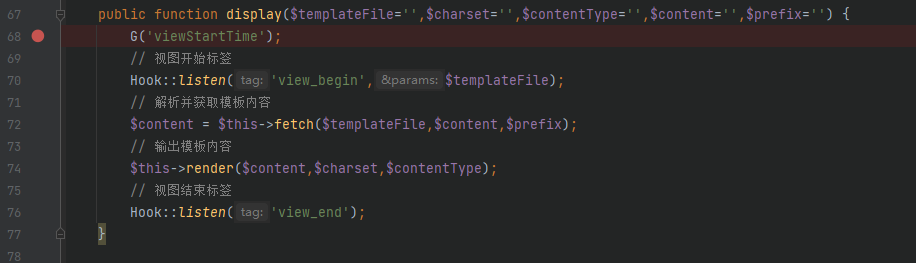 67 public function display($templateFile='',$charset='',$contentType='',$content='',$prefix='') {
68 G('viewStartTime');
69 // 视图开始标签
70 Hook::listen( tag: 'view_begin', &params: $templateFile);
71 // 解析并获取模板内容
72 $content = $this->fetch($templateFile,$content,$prefix);
73 // 输出模板内容
74 $this->render($content,$charset,$contentType);
75 // 视图结束标签
76 Hook::listen( tag: 'view_end');
77 }
78